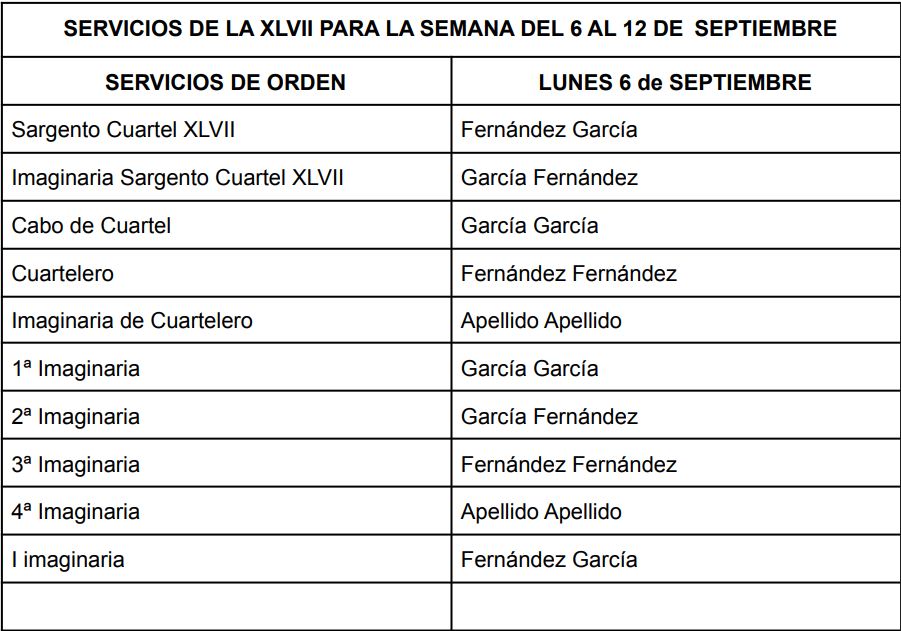 SERVICIOS DE LA XLVII PARA LA SEMANA DEL 6 AL 12 DE SEPTIEMBRE
SERVICIOS DE ORDEN LUNES 6 de SEPTIEMBRE
Sargento Cuartel XLVII Fernández García
Imaginaria Sargento Cuartel XLVII García Fernández
Cabo de Cuartel García García
Cuartelero Fernández Fernández
Imaginaria de Cuartelero Apellido Apellido
1ª Imaginaria García García
2ª Imaginaria García Fernández
3ª Imaginaria Fernández Fernández
4ª Imaginaria Apellido Apellido
I imaginaria Fernández García